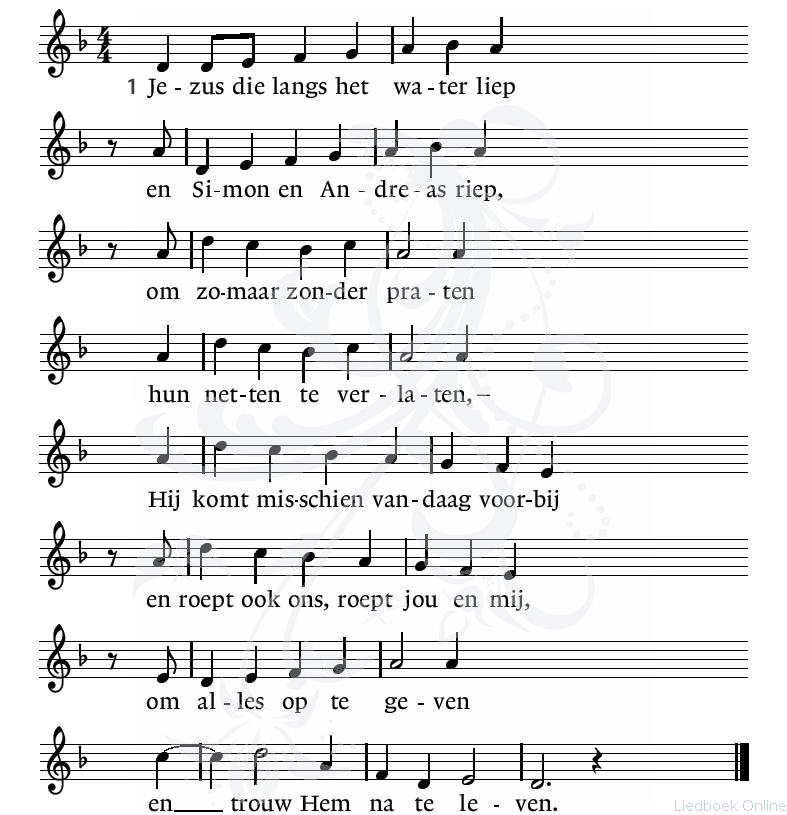 1 Je - zus die langs het wa - ter liep
en Si - mon en An - dre - as riep,
om zo-maar zon-der pra - ten
hun net-ten te ver - la - ten, –
Hij komt mis-schien van-daag voor-bij
en roept ook ons, roept jou en mij,
om al - les op te ge - ven
en____ trouw Hem na te le - ven.
Liedboek Online